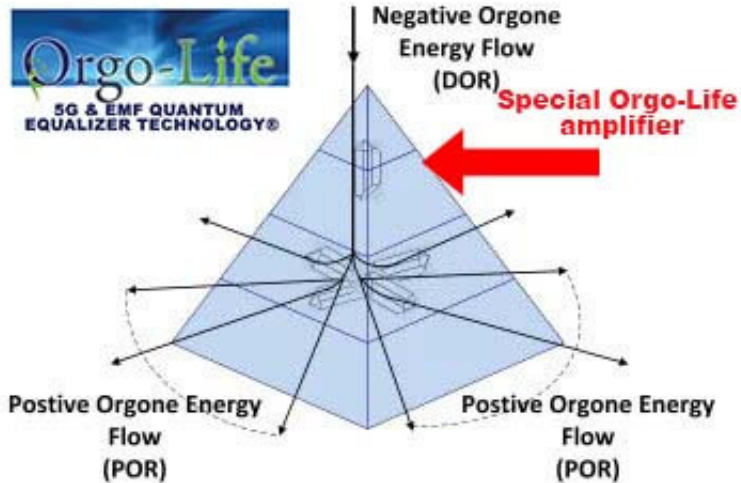 Orgo-Life
5G & EMF QUANTUM
EQUALIZER TECHNOLOGY®
Negative Orgone
Energy Flow
(DOR)
Special Orgo-Life
amplifier
Postive Orgone Energy
Flow
(POR)
Postive Orgone Energy
Flow
(POR)